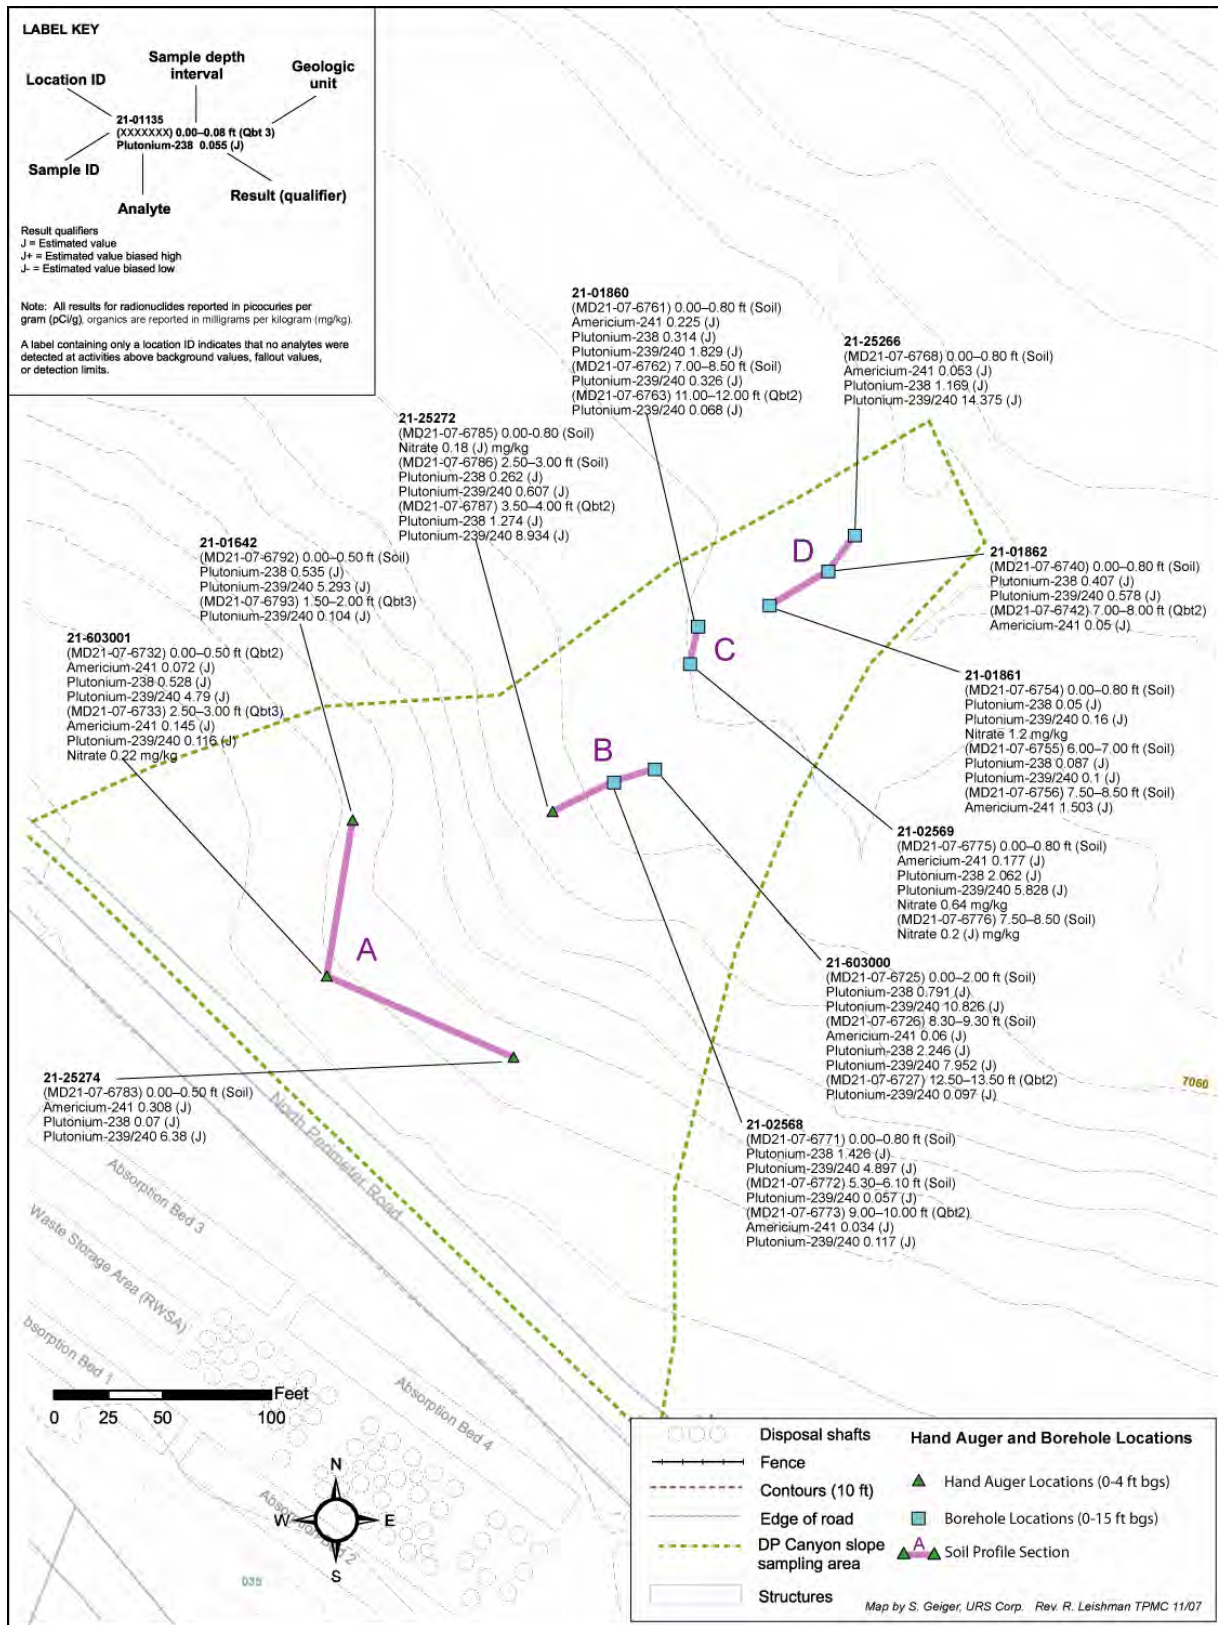 LABEL KEY
Sample depth
interval
Location ID
Geologic
unit
21-01135
(XXXXXXX) 0.00–0.08 ft (Qbt 3)
Plutonium-238 0.055 (J)
Sample ID
Result (qualifier)
Analyte
Result qualifiers
J = Estimated value
J+ = Estimated value biased high
J- = Estimated value biased low
Note: All results for radionuclides reported in picocuries per
gram (pCi/g), organics are reported in milligrams per kilogram (mg/kg).
A label containing only a location ID indicates that no analytes were
detected at activities above background values, fallout values,
or detection limits.
21-01860
(MD21-07-6761) 0.00–0.80 ft (Soil)
Americium-241 0.225 (J)
Plutonium-238 0.314 (J)
Plutonium-239/240 1.829 (J)
(MD21-07-6762) 7.00–8.50 ft (Soil)
Plutonium-239/240 0.326 (J)
(MD21-07-6763) 11.00–12.00 ft (Qbt2)
Plutonium-239/240 0.068 (J)
21-25266
(MD21-07-6768) 0.00–0.80 ft (Soil)
Americium-241 0.053 (J)
Plutonium-238 1.169 (J)
Plutonium-239/240 14.375 (J)
21-25272
(MD21-07-6785) 0.00-0.80 (Soil)
Nitrate 0.18 (J) mg/kg
(MD21-07-6786) 2.50–3.00 ft (Soil)
Plutonium-238 0.262 (J)
Plutonium-239/240 0.607 (J)
(MD21-07-6787) 3.50–4.00 ft (Qbt2)
Plutonium-238 1.274 (J)
Plutonium-239/240 8.934 (J)
21-01642
(MD21-07-6792) 0.00–0.50 ft (Soil)
Plutonium-238 0.535 (J)
Plutonium-239/240 5.293 (J)
(MD21-07-6793) 1.50–2.00 ft (Qbt3)
Plutonium-239/240 0.104 (J)
21-603001
(MD21-07-6732) 0.00–0.50 ft (Qbt2)
Americium-241 0.072 (J)
Plutonium-238 0.528 (J)
Plutonium-239/240 4.79 (J)
(MD21-07-6733) 2.50–3.00 ft (Qbt3)
Americium-241 0.145 (J)
Plutonium-239/240 0.116 (J)
Nitrate 0.22 mg/kg
D
C
B
A
21-01862
(MD21-07-6740) 0.00–0.80 ft (Soil)
Plutonium-238 0.407 (J)
Plutonium-239/240 0.578 (J)
(MD21-07-6742) 7.00–8.00 ft (Qbt2)
Americium-241 0.05 (J)
21-01861
(MD21-07-6754) 0.00–0.80 ft (Soil)
Plutonium-238 0.05 (J)
Plutonium-239/240 0.16 (J)
Nitrate 1.2 mg/kg
(MD21-07-6755) 6.00–7.00 ft (Soil)
Plutonium-238 0.087 (J)
Plutonium-239/240 0.1 (J)
(MD21-07-6756) 7.50–8.50 ft (Soil)
Americium-241 1.503 (J)
21-02569
(MD21-07-6775) 0.00–0.80 ft (Soil)
Americium-241 0.177 (J)
Plutonium-238 2.062 (J)
Plutonium-239/240 5.828 (J)
Nitrate 0.64 mg/kg
(MD21-07-6776) 7.50–8.50 (Soil)
Nitrate 0.2 (J) mg/kg
21-603000
(MD21-07-6725) 0.00–2.00 ft (Soil)
Plutonium-238 0.791 (J)
Plutonium-239/240 10.826 (J)
(MD21-07-6726) 8.30–9.30 ft (Soil)
Americium-241 0.06 (J)
Plutonium-238 2.246 (J)
Plutonium-239/240 7.952 (J)
(MD21-07-6727) 12.50–13.50 ft (Qbt2)
Plutonium-239/240 0.097 (J)
7060
21-25274
(MD21-07-6783) 0.00–0.50 ft (Soil)
Americium-241 0.308 (J)
Plutonium-238 0.07 (J)
Plutonium-239/240 6.38 (J)
21-02568
(MD21-07-6771) 0.00–0.80 ft (Soil)
Plutonium-238 1.426 (J)
Plutonium-239/240 4.897 (J)
(MD21-07-6772) 5.30–6.10 ft (Soil)
Plutonium-239/240 0.057 (J)
(MD21-07-6773) 9.00–10.00 ft (Qbt2)
Americium-241 0.034 (J)
Plutonium-239/240 0.117 (J)
North Perimeter Road
Absorption Bed 3
Waste Storage Area (RWSA)
bsorption Bed 1
Absorption Bed 4
Absorption Bed 2
Feet
0 25 50 100
N
W E
S
035
Disposal shafts
Fence
Contours (10 ft)
Edge of road
DP Canyon slope
sampling area
Structures
Hand Auger and Borehole Locations
Hand Auger Locations (0-4 ft bgs)
Borehole Locations (0-15 ft bgs)
A
Soil Profile Section
Map by S. Geiger, URS Corp. Rev. R. Leishman TPMC 11/07